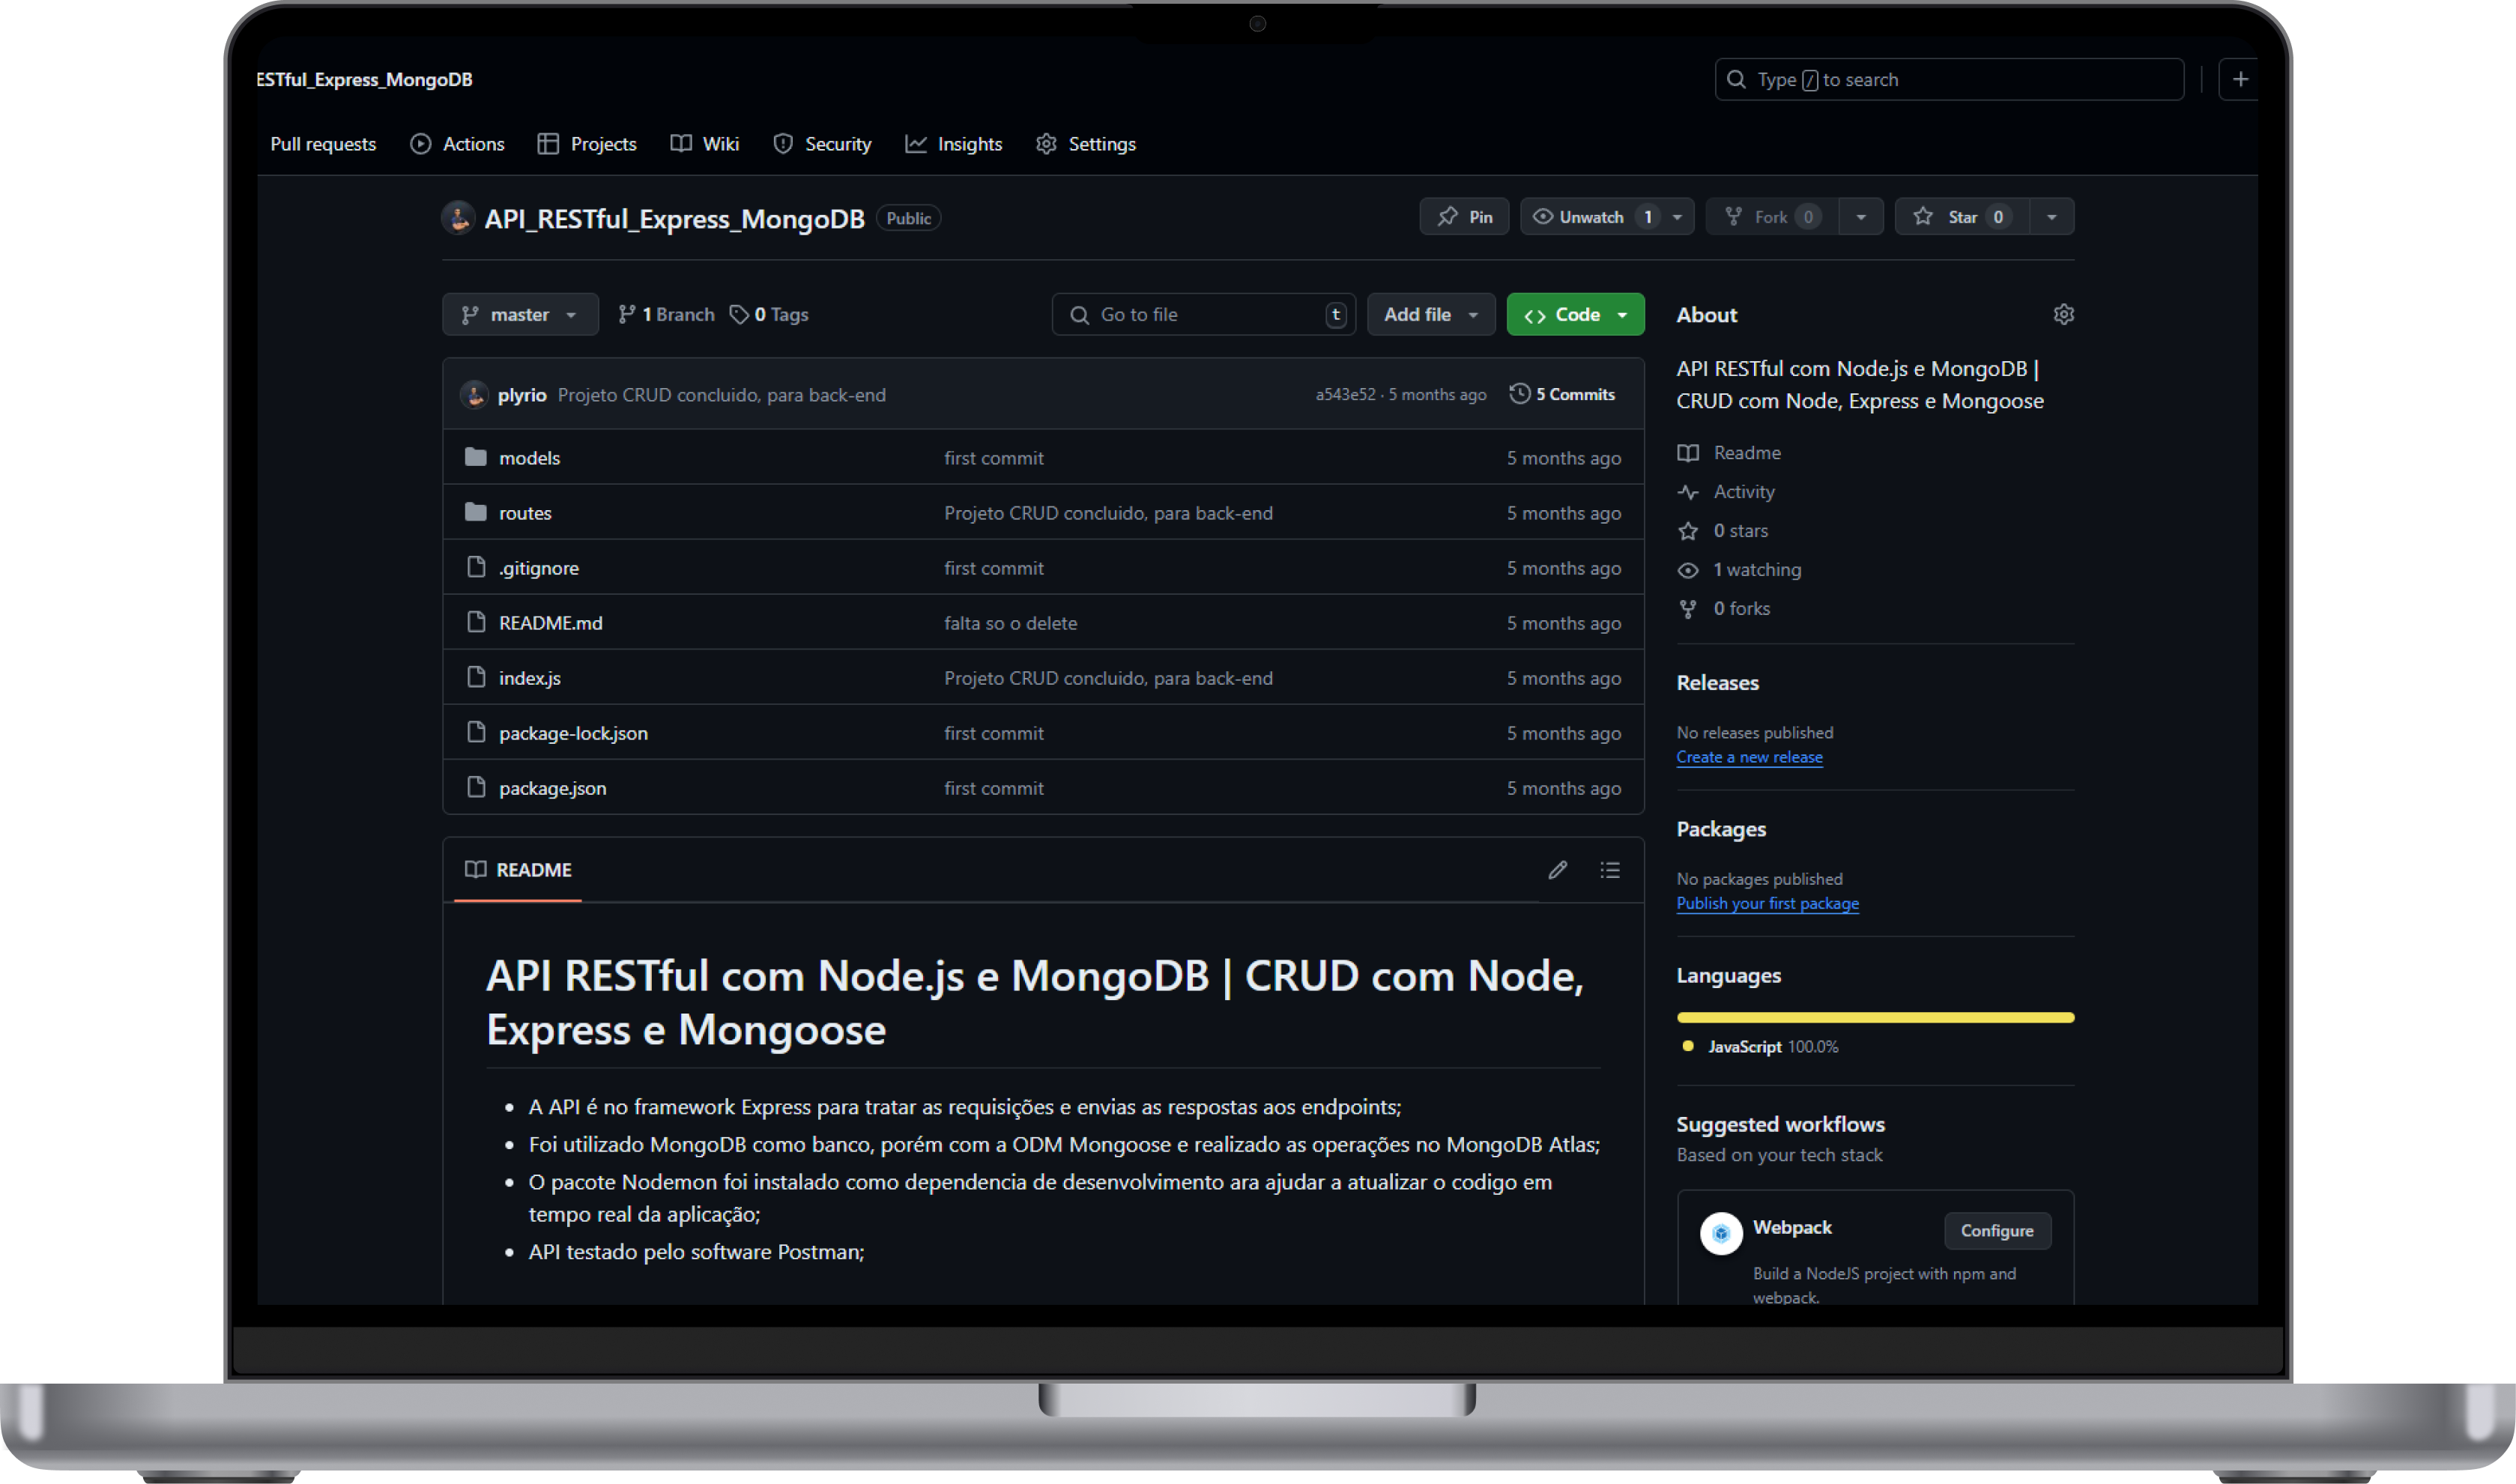 ESTful_Express_MongoDB
Type / to search
Pull requests Actions Projects Wiki Security Insights Settings
API_RESTful_Express_MongoDB Public
Pin Unwatch 1 Fork 0 Star 0
master 1 Branch 0 Tags
Go to file t Add file Code
plyrio Projeto CRUD concluido, para back-end a543e52 · 5 months ago 5 Commits
models first commit 5 months ago
routes Projeto CRUD concluido, para back-end 5 months ago
.gitignore first commit 5 months ago
README.md falta so o delete 5 months ago
index.js Projeto CRUD concluido, para back-end 5 months ago
package-lock.json first commit 5 months ago
package.json first commit 5 months ago
README
API RESTful com Node.js e MongoDB | CRUD com Node,
Express e Mongoose
• A API é no framework Express para tratar as requisições e envias as respostas aos endpoints;
• Foi utilizado MongoDB como banco, porém com a ODM Mongoose e realizado as operações no MongoDB Atlas;
• O pacote Nodemon foi instalado como dependencia de desenvolvimento ara ajudar a atualizar o codigo em
tempo real da aplicação;
• API testado pelo software Postman;
About
API RESTful com Node.js e MongoDB |
CRUD com Node, Express e Mongoose
Readme
Activity
0 stars
1 watching
0 forks
Releases
No releases published
Create a new release
Packages
No packages published
Publish your first package
Languages
JavaScript 100.0%
Suggested workflows
Based on your tech stack
Webpack Configure
Build a NodeJS project with npm and
webpack.